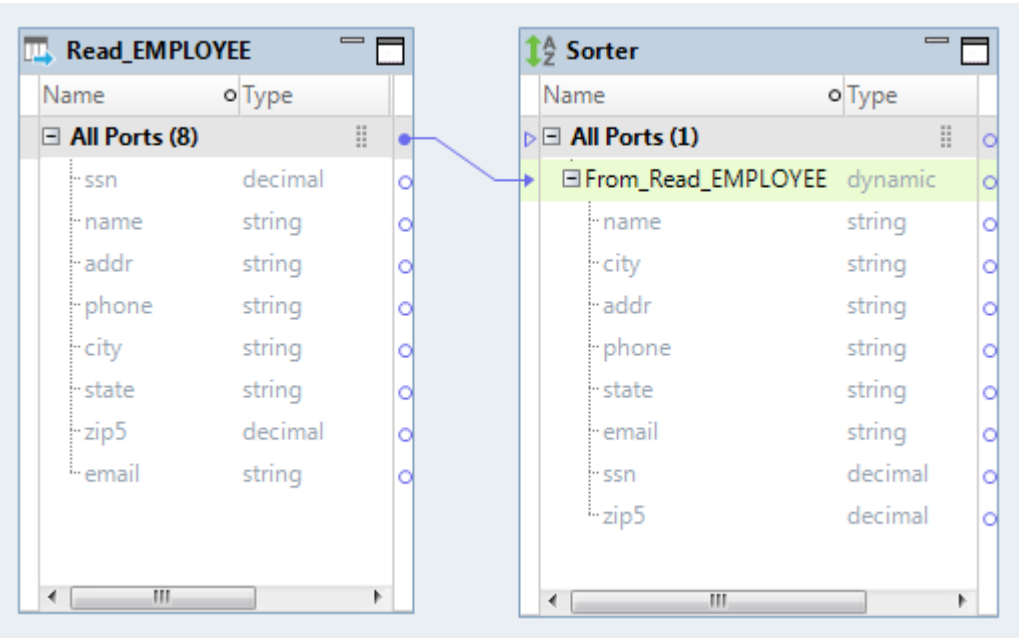 Read_EMPLOYEE
Name Type
All Ports (8)
ssn decimal
name string
addr string
phone string
city string
state string
zip5 decimal
email string
A Z Sorter
Name Type
All Ports (1)
From_Read_EMPLOYEE dynamic
name string
city string
addr string
phone string
state string
email string
ssn decimal
zip5 decimal